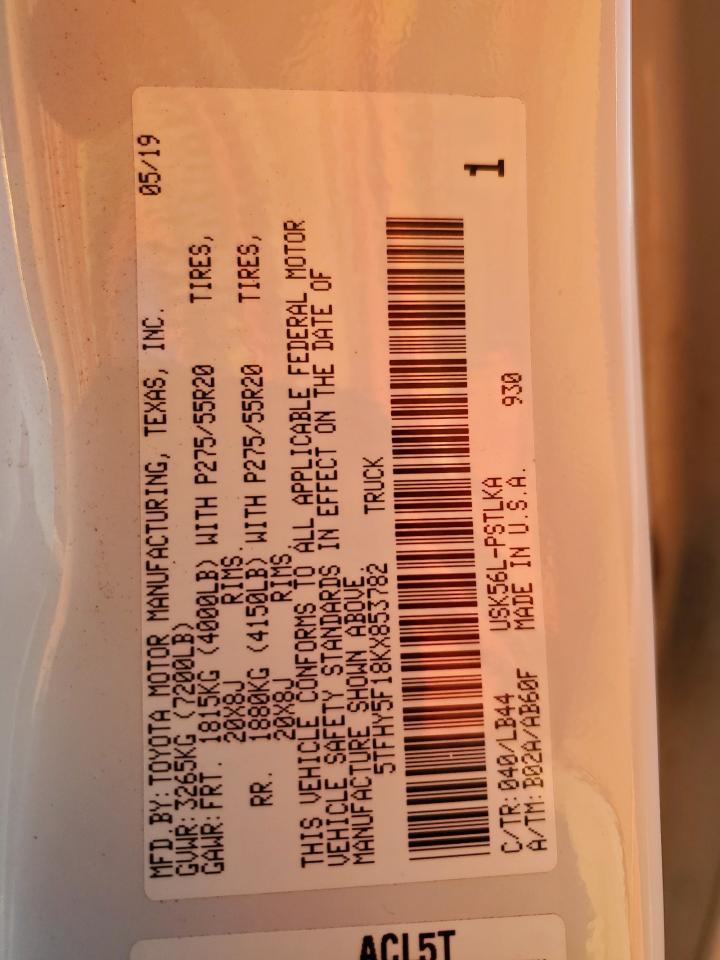 MFD.BY: TOYOTA MOTOR MANUFACTURING, TEXAS, INC. 05/19
GVWR: 3265KG (7200LB)
GAWR: FRT. 1815KG (4000LB) WITH P275/55R20 TIRES,
20X8J RIMS.
RR. 1880KG (4150LB) WITH P275/55R20 TIRES,
20X8J RIMS.
THIS VEHICLE CONFORMS TO ALL APPLICABLE FEDERAL MOTOR
VEHICLE SAFETY STANDARDS IN EFFECT ON THE DATE OF
MANUFACTURE SHOWN ABOVE.
5TFHY5F18KX853782 TRUCK
1
C/TR: 040/LB44 USK56L-PSTLKA 930
A/TM: B02A/AB60F MADE IN U.S.A.
ACL5T